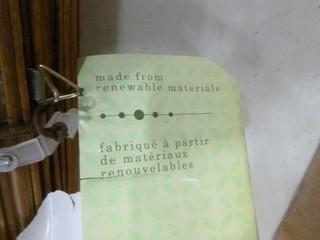 made from
renewable materials
fabriqué à partir
de matériaux
renouvelables